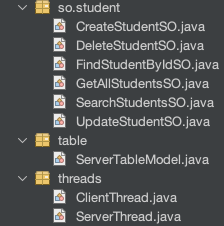 so.student
CreateStudentSO.java
DeleteStudentSO.java
FindStudentByIdSO.java
GetAllStudentsSO.java
SearchStudentsSO.java
UpdateStudentSO.java
table
ServerTableModel.java
threads
ClientThread.java
ServerThread.java